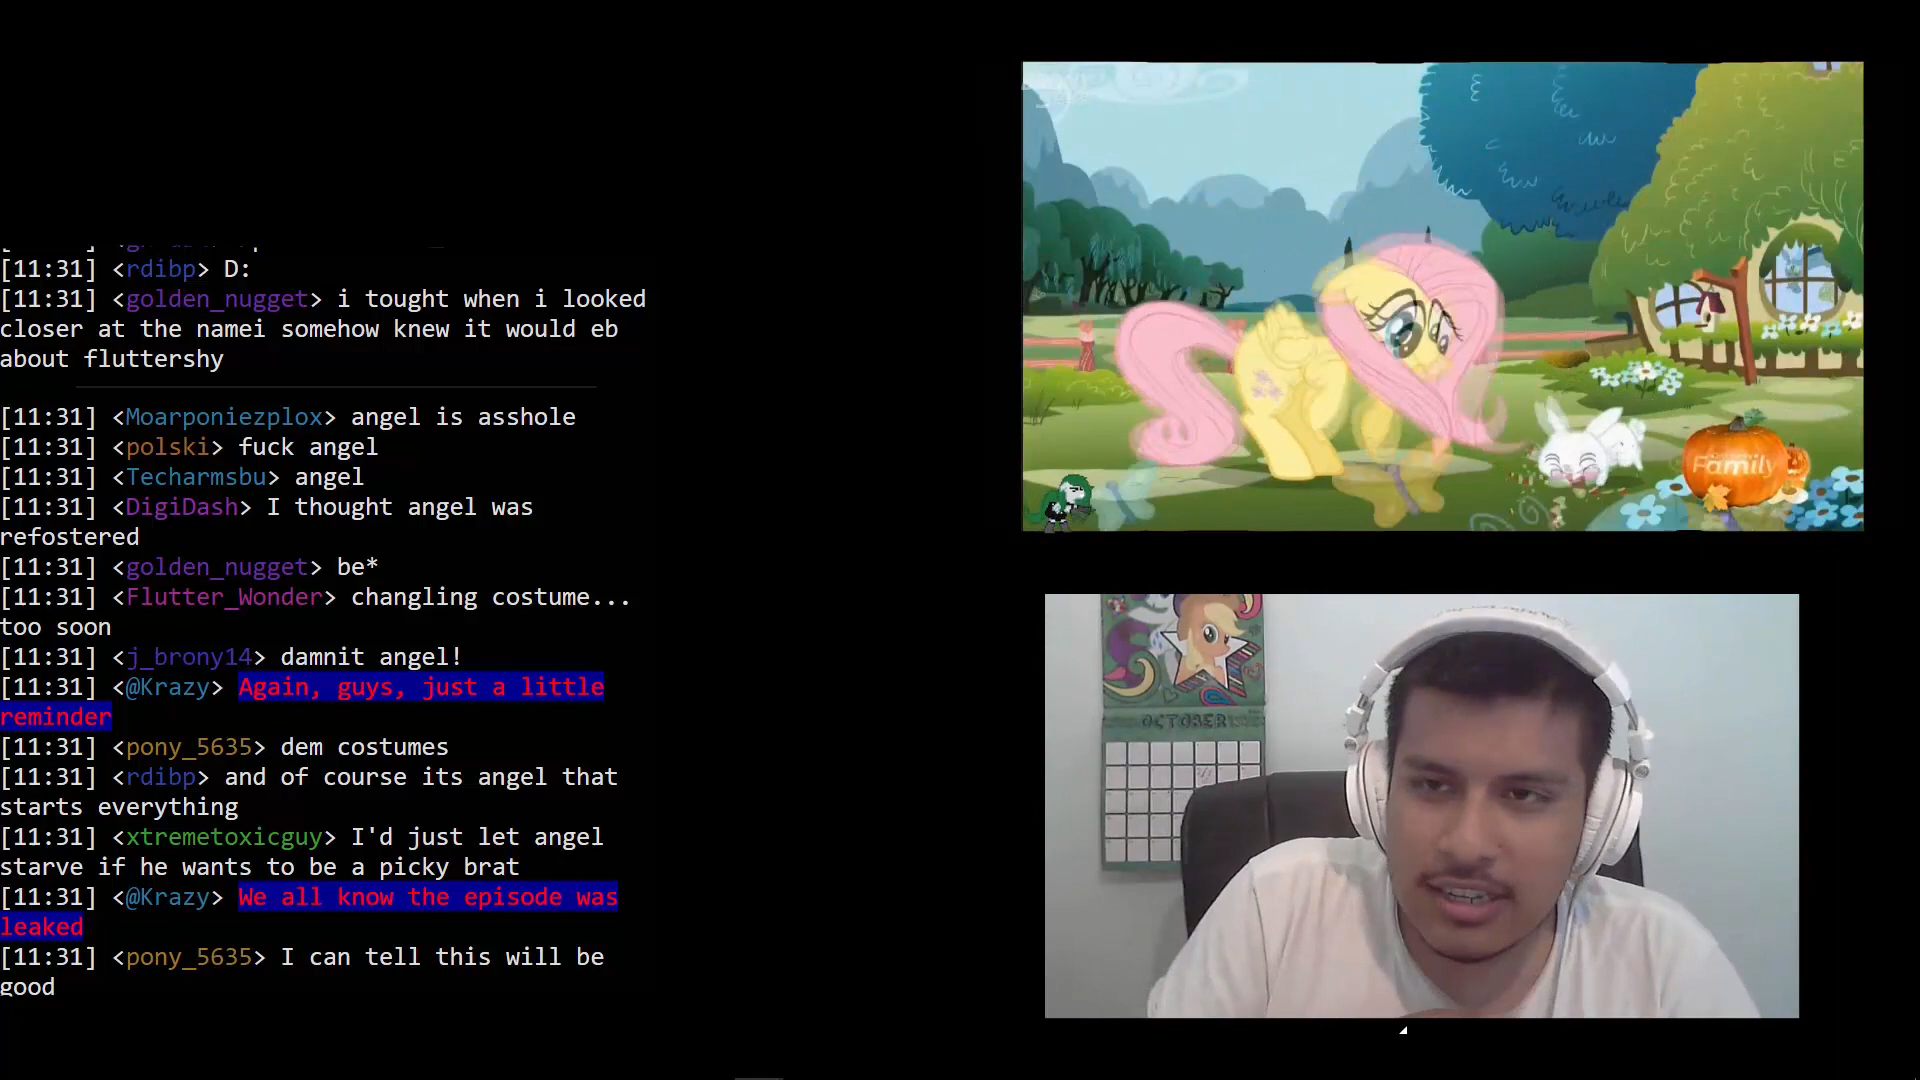 [11:31] <rdibp> D:
[11:31] <golden_nugget> i tought when i looked
closer at the namei somehow knew it would eb
about fluttershy
[11:31] <Moarponiezplox> angel is asshole
[11:31] <polski> fuck angel
[11:31] <Techarmsbu> angel
[11:31] <DigiDash> I thought angel was
refostered
[11:31] <golden_nugget> be*
[11:31] <Flutter_Wonder> changling costume...
too soon
[11:31] <j_brony14> damnit angel!
[11:31] <@Krazy> Again, guys, just a little
reminder
[11:31] <pony_5635> dem costumes
[11:31] <rdibp> and of course its angel that
starts everything
[11:31] <xtremetoxicguy> I'd just let angel
starve if he wants to be a picky brat
[11:31] <@Krazy> We all know the episode was
leaked
[11:31] <pony_5635> I can tell this will be
good
Family
OCTOBER